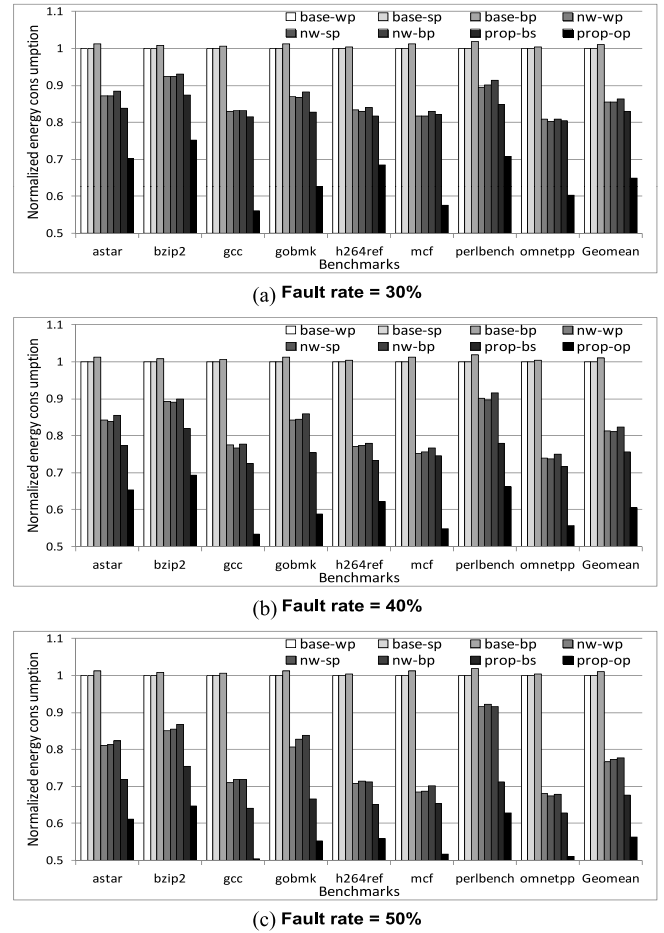 1.1
base-wp base-sp base-bp nw-wp
nw-sp nw-bp prop-bs prop-op
1
0.9
0.8
0.7
0.6
0.5
Normalized energy cons umption
astar bzip2 gcc gobmk h264ref mcf perlbench omnetpp Geomean
Benchmarks
(a) Fault rate = 30%
1.1
base-wp base-sp base-bp nw-wp
nw-sp nw-bp prop-bs prop-op
1
0.9
0.8
0.7
0.6
0.5
Normalized energy cons umption
astar bzip2 gcc gobmk h264ref mcf perlbench omnetpp Geomean
Benchmarks
(b) Fault rate = 40%
1.1
base-wp base-sp base-bp nw-wp
nw-sp nw-bp prop-bs prop-op
1
0.9
0.8
0.7
0.6
0.5
Normalized energy cons umption
astar bzip2 gcc gobmk h264ref mcf perlbench omnetpp Geomean
Benchmarks
(c) Fault rate = 50%